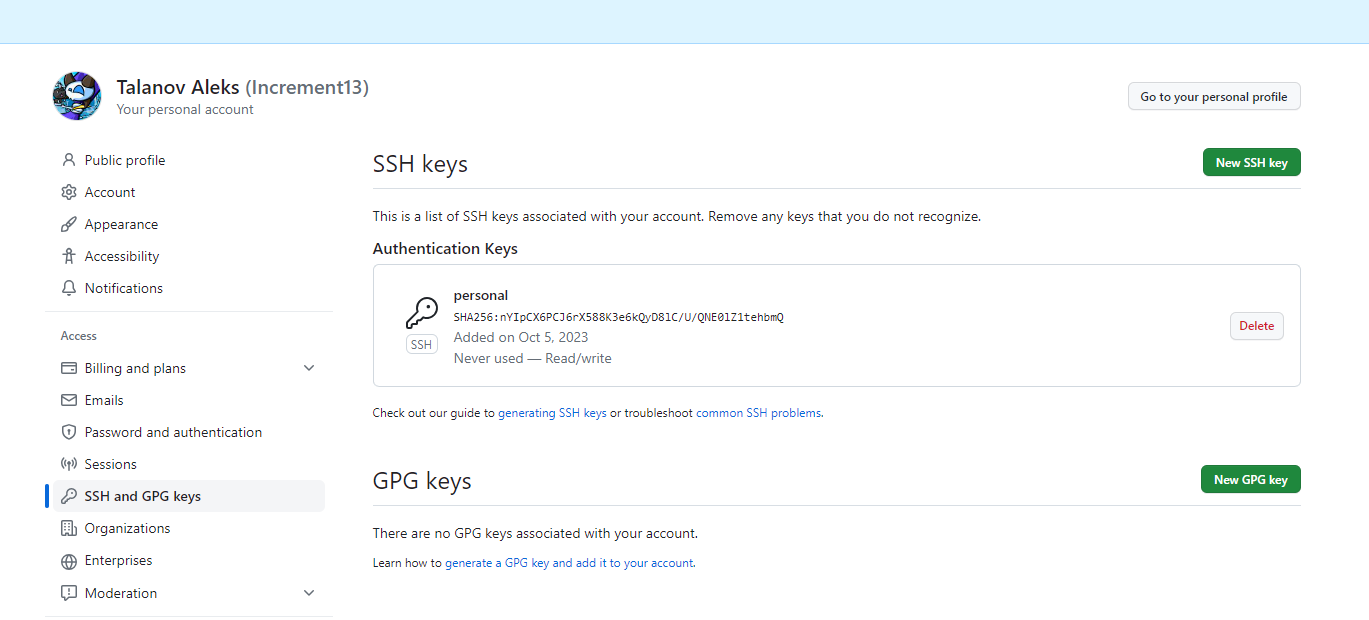 Talanov Aleks (Increment13)
Your personal account
Go to your personal profile
Public profile
Account
Appearance
Accessibility
Notifications
Access
Billing and plans
Emails
Password and authentication
Sessions
SSH and GPG keys
Organizations
Enterprises
Moderation
SSH keys
New SSH key
This is a list of SSH keys associated with your account. Remove any keys that you do not recognize.
Authentication Keys
SSH
personal
SHA256:nYIpCX6PCJ6rX588K3e6kQyD8lC/U/QNE0lZ1tehbmQ
Added on Oct 5, 2023
Never used — Read/write
Delete
Check out our guide to generating SSH keys or troubleshoot common SSH problems.
GPG keys
New GPG key
There are no GPG keys associated with your account.
Learn how to generate a GPG key and add it to your account.